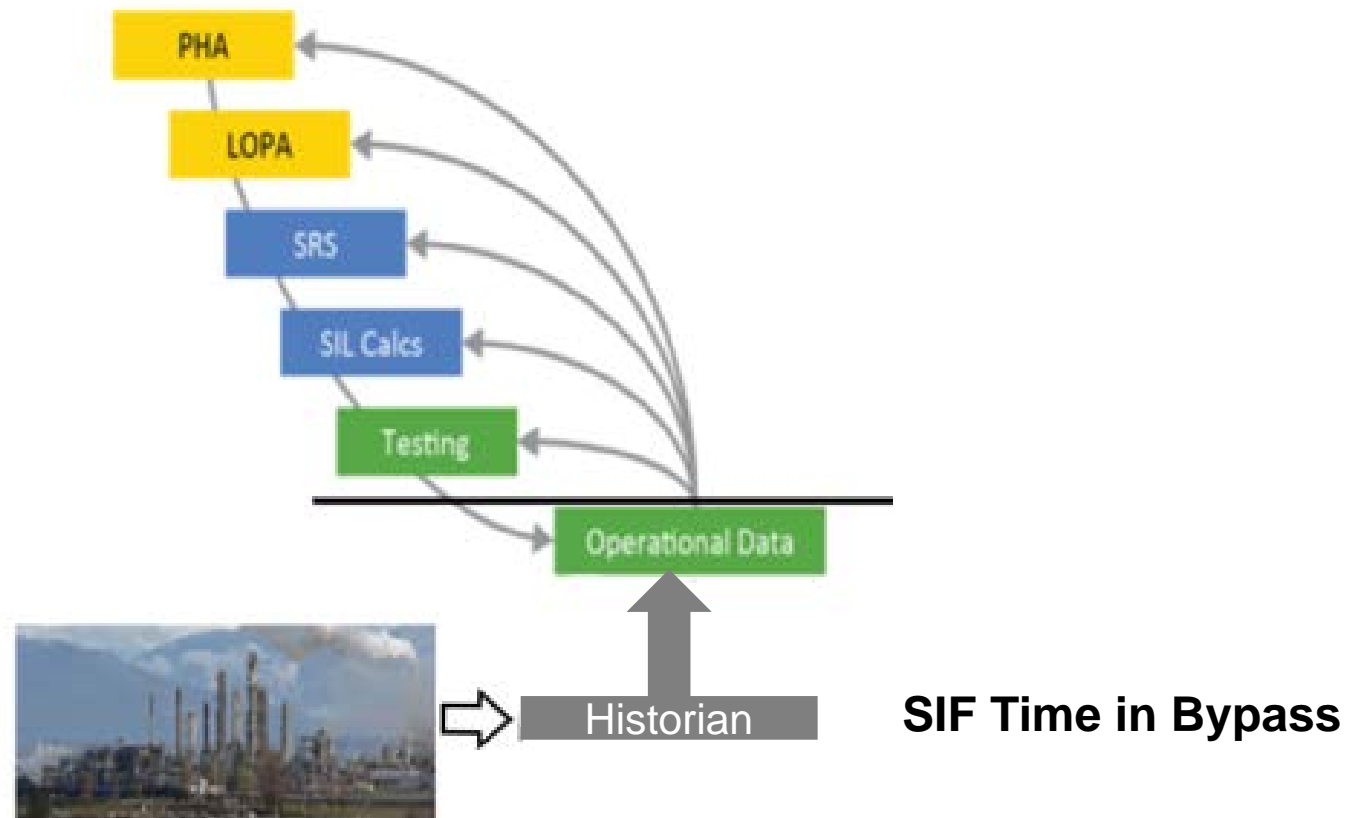 PHA
LOPA
SRS
SIL Calcs
Testing
Operational Data
Historian
SIF Time in Bypass